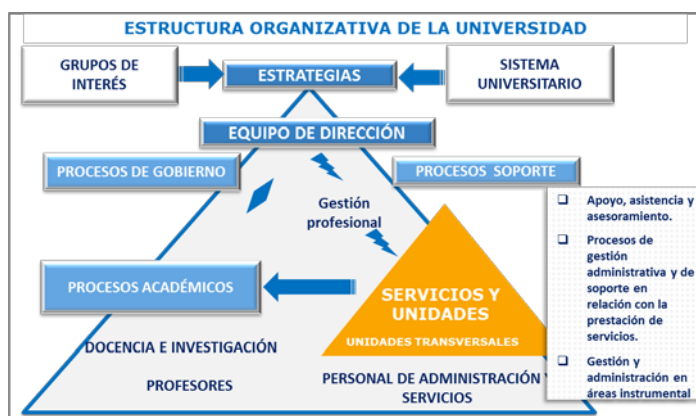 ESTRUCTURA ORGANIZATIVA DE LA UNIVERSIDAD
GRUPOS DE
INTERÉS
ESTRATEGIAS
SISTEMA
UNIVERSITARIO
EQUIPO DE DIRECCIÓN
PROCESOS DE GOBIERNO
PROCESOS SOPORTE
Gestión
profesional
Apoyo, asistencia y
asesoramiento.
Procesos de
gestión
administrativa y de
soporte en
relación con la
prestación de
servicios.
Gestión y
administración en
áreas instrumental
PROCESOS ACADÉMICOS
SERVICIOS Y
UNIDADES
UNIDADES TRANSVERSALES
DOCENCIA E INVESTIGACIÓN
PROFESORES
PERSONAL DE ADMINISTRACIÓN Y
SERVICIOS